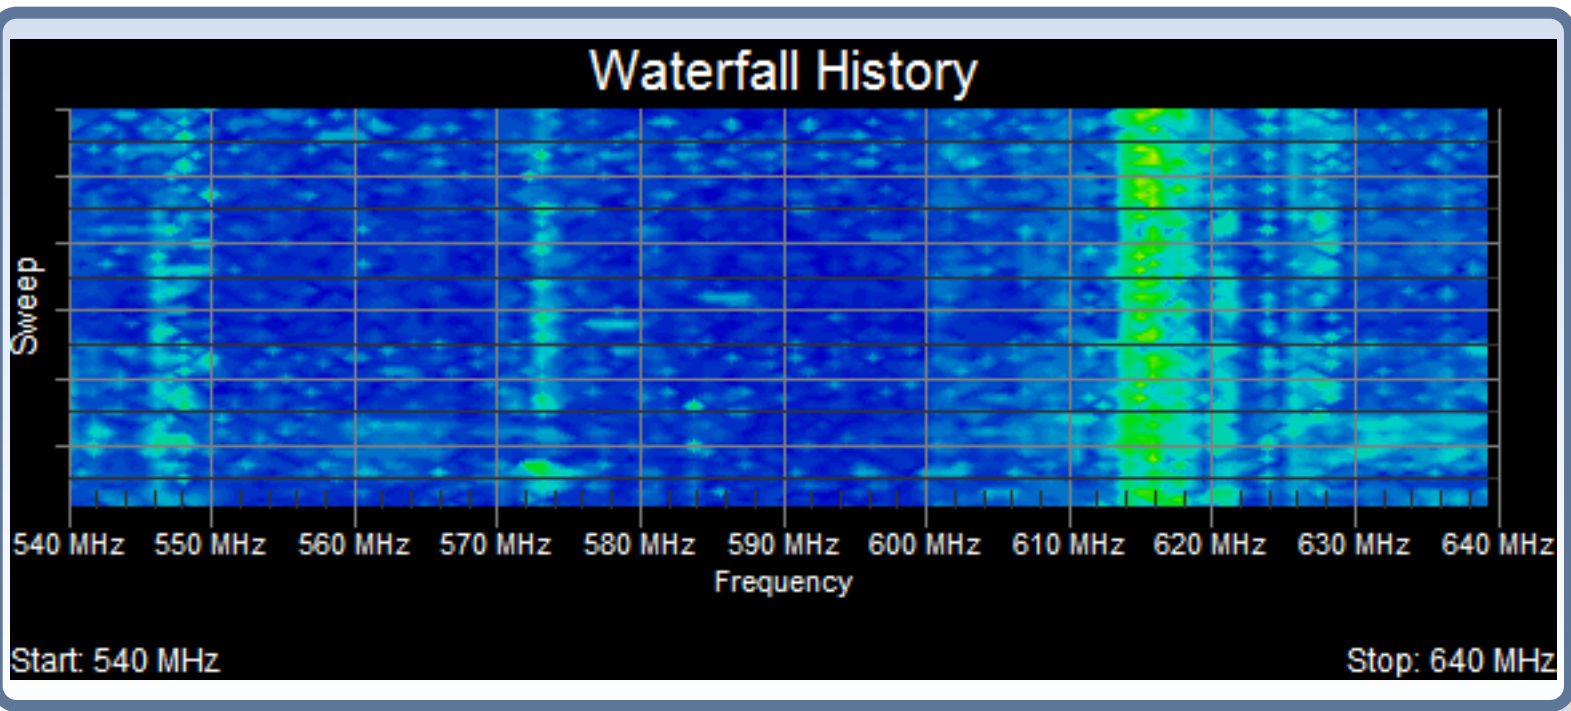 Waterfall History
Sweep
540 MHz 550 MHz 560 MHz 570 MHz 580 MHz 590 MHz 600 MHz 610 MHz 620 MHz 630 MHz 640 MHz
Frequency
Start: 540 MHz Stop: 640 MHz